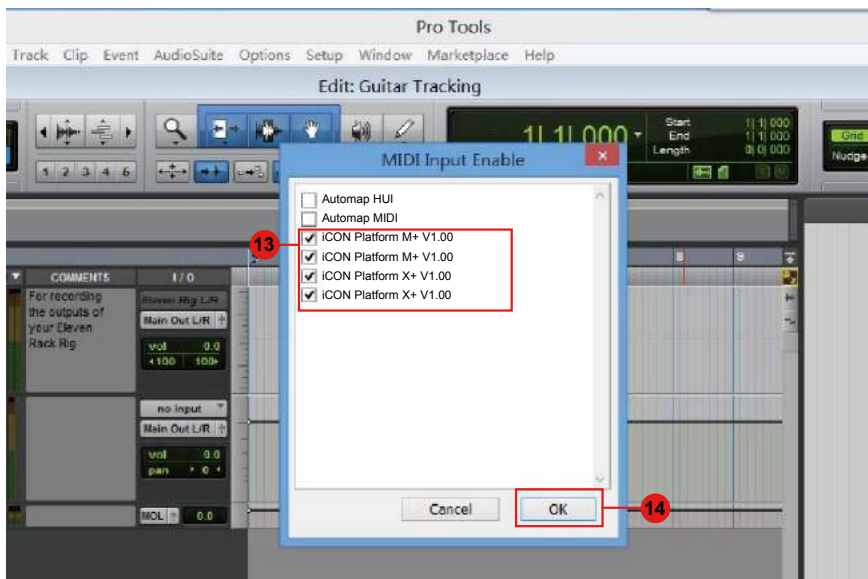 Pro Tools
Track Clip Event AudioSuite Options Setup Window Marketplace Help
Edit: Guitar Tracking
1| 1| 000
Start 1| 1| 000
End 1| 1| 000
Length 0| 0| 000
Grid
Nudge
1 2 3 4 5
MIDI Input Enable
Automap HUI
Automap MIDI
13
iCON Platform M+ V1.00
iCON Platform M+ V1.00
iCON Platform X+ V1.00
iCON Platform X+ V1.00
8 9
COMMENTS I / O
For recording
the outputs of
your Eleven
Rack Rig
Eleven Rig L/R
Main Out L/R
vol 0.0
100 100
no input
Main Out L/R
vol 0.0
pan 0
MOL 0.0
Cancel OK 14